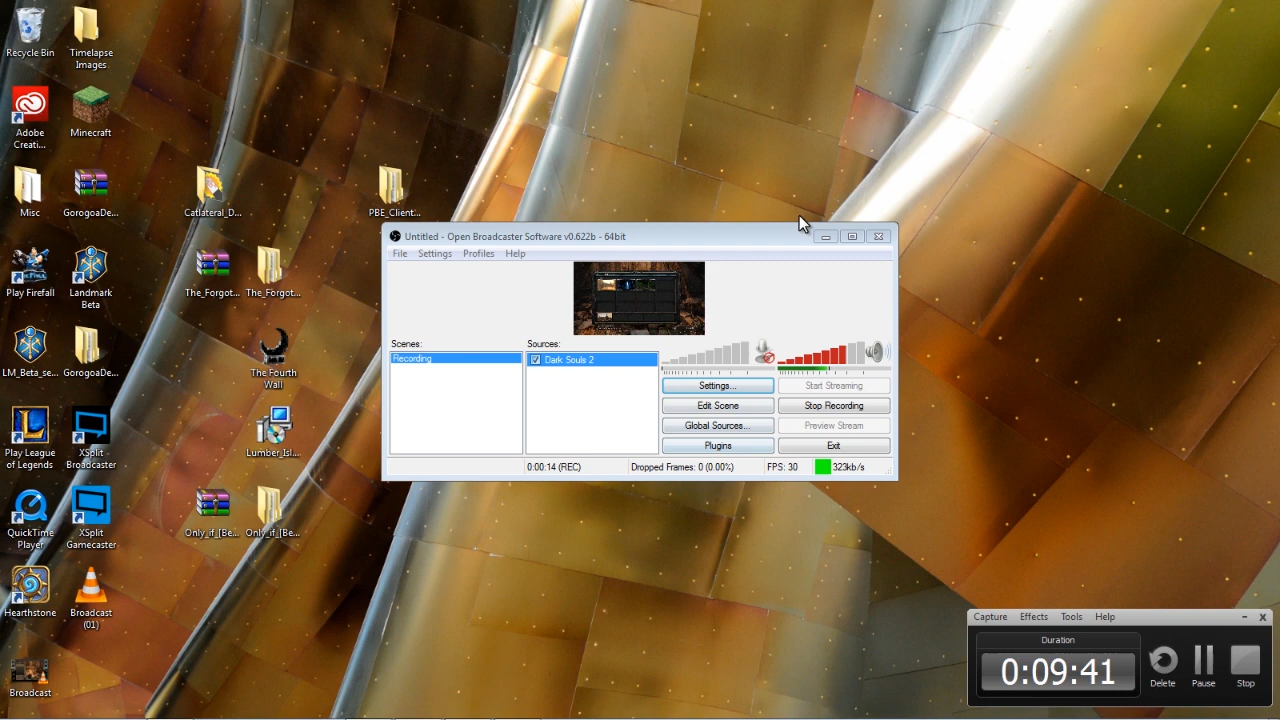 Recycle Bin
Timelapse
Images
Adobe
Creati...
Minecraft
Misc
GorogoaDe...
Catlateral_D...
PBE_Client...
Play Firefall
Landmark
Beta
The_Forgot...
The_Forgot...
LM_Beta_se...
GorogoaDe...
The Fourth
Wall
Play League
of Legends
XSplit
Broadcaster
Lumber_Isl...
QuickTime
Player
XSplit
Gamecaster
Only_if_[Be...
Only_if_[Be...
Hearthstone
Broadcast
(01)
Broadcast
Untitled - Open Broadcaster Software v0.622b - 64bit
File Settings Profiles Help
Scenes:
Sources:
Recording
Dark Souls 2
Settings...
Start Streaming
Edit Scene
Stop Recording
Global Sources...
Preview Stream
Plugins
Exit
0:00:14 (REC)
Dropped Frames: 0 (0.00%)
FPS: 30
323kb/s
Capture Effects Tools Help
Duration
0:09:41
Delete
Pause
Stop